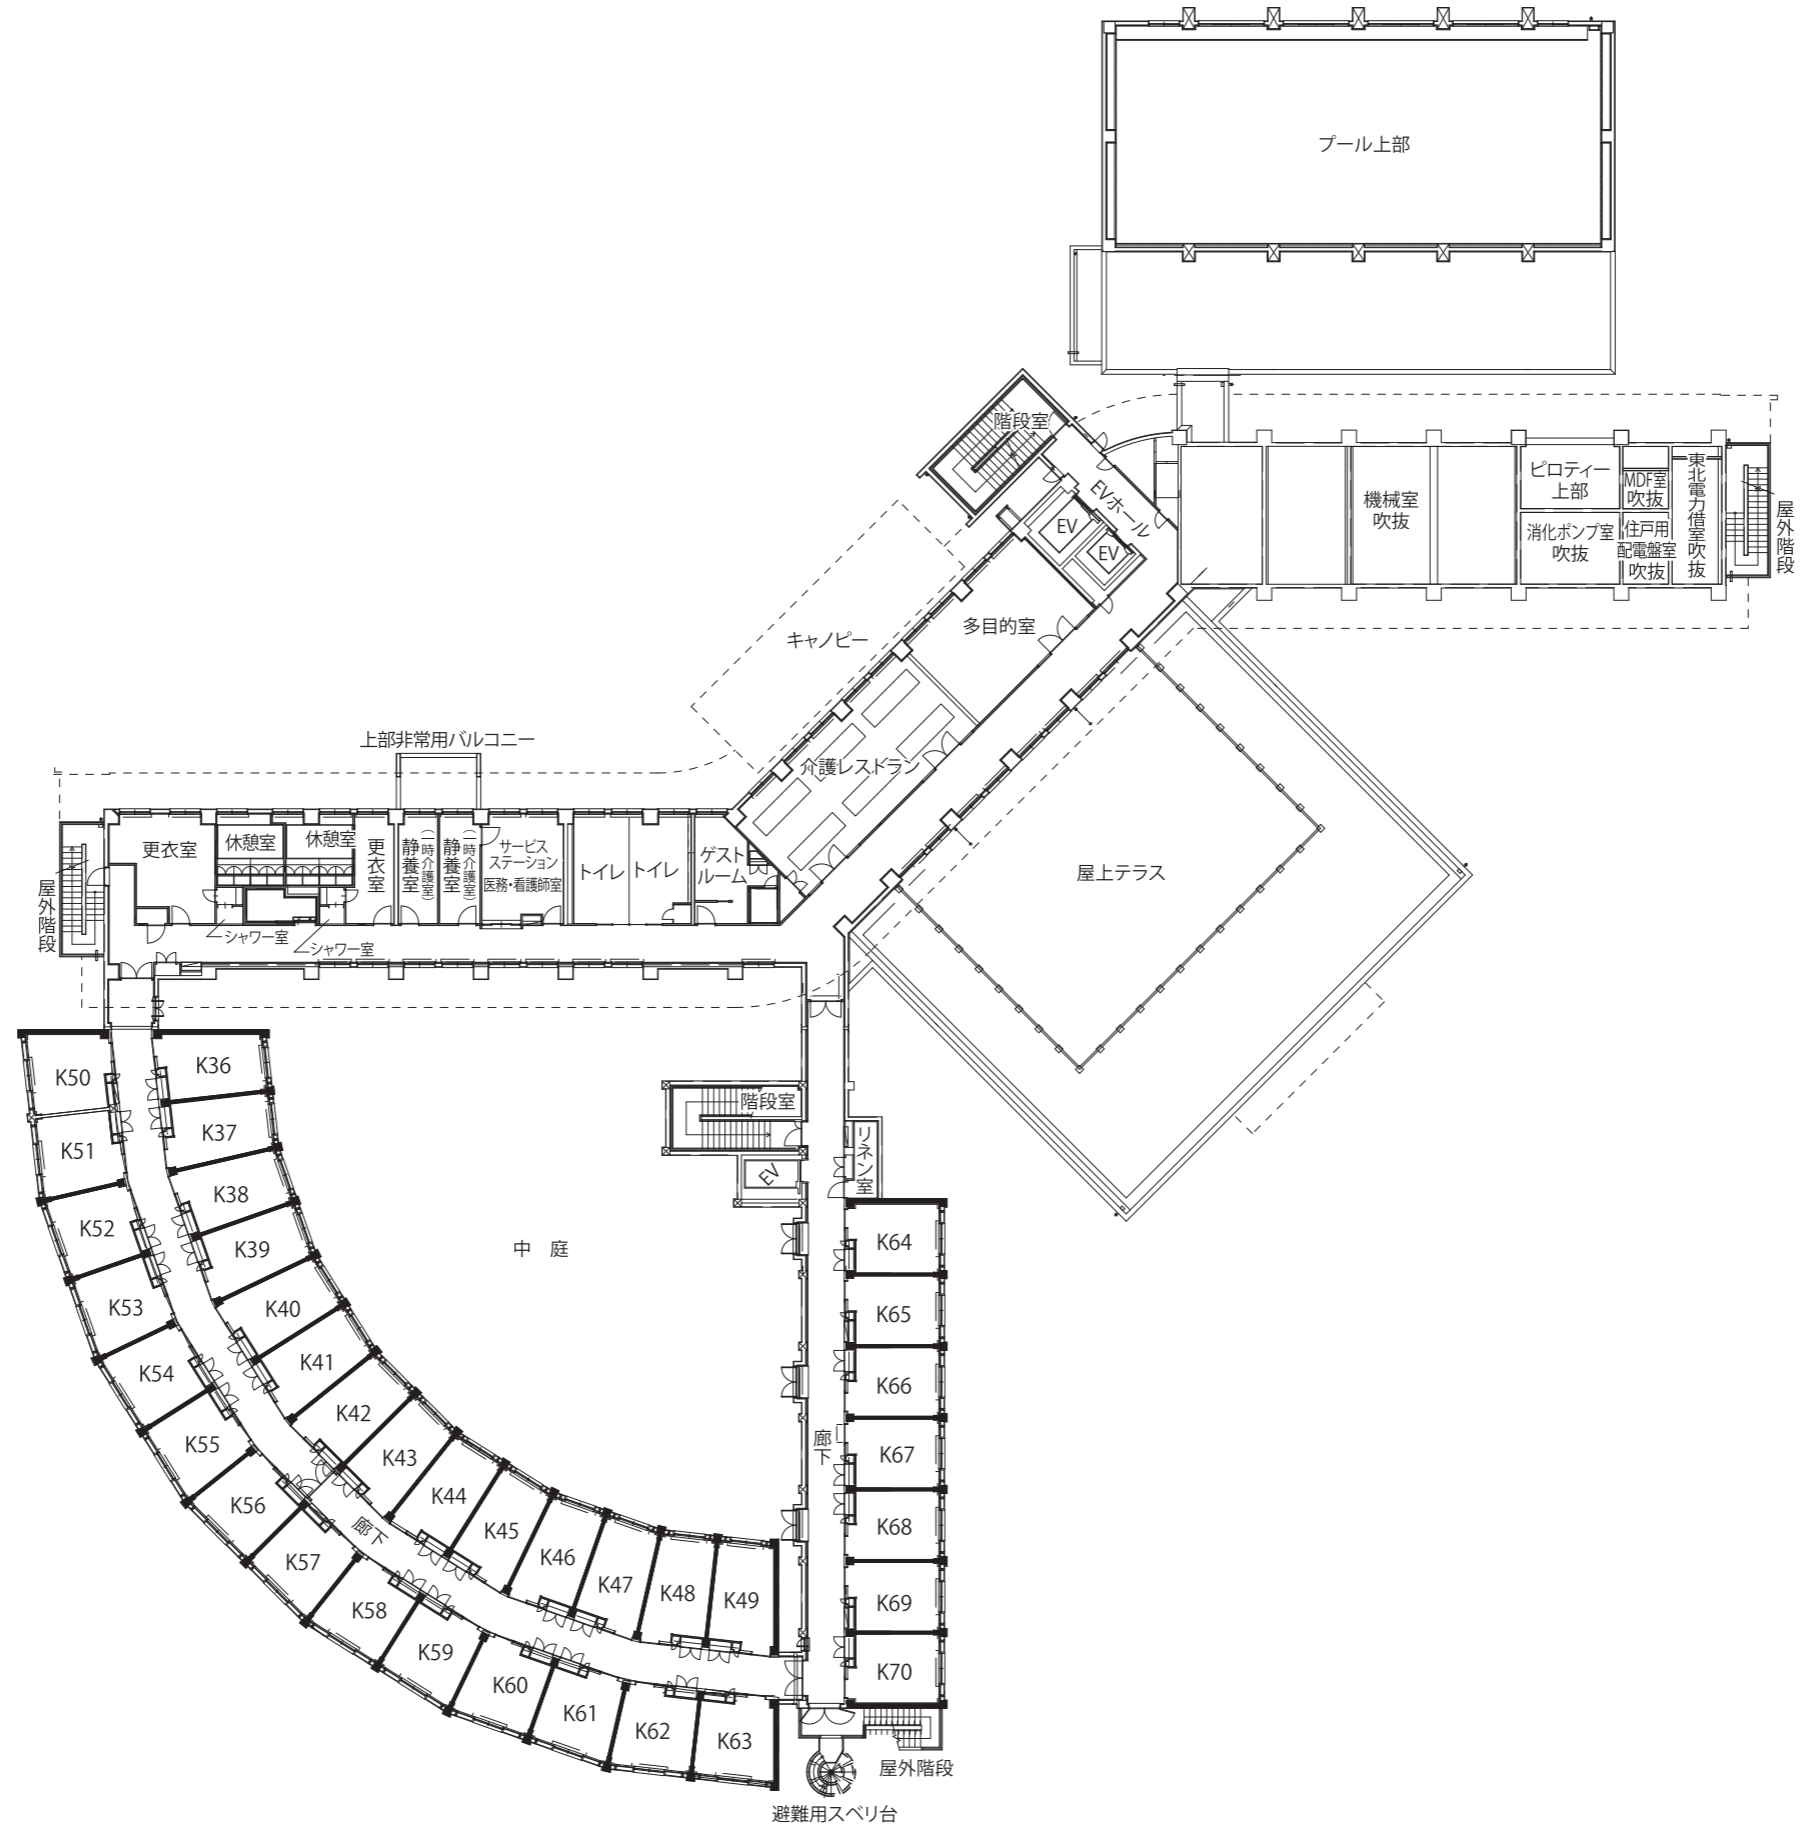 プール上部
階段室
EVホール
EV
EV
機械室
吹抜
ピロティー
上部
MDF室
吹抜
東北電力借室吹抜
消化ポンプ室
吹抜
住戸用
配電盤室
吹抜
屋外階段
多目的室
キャノピー
介護レストラン
上部非常用バルコニー
屋上テラス
更衣室
休憩室
休憩室
更衣室
静養室
(一時介護室)
静養室
(一時介護室)
サービス
ステーション
医務・看護師室
トイレ
トイレ
ゲスト
ルーム
屋外階段
シャワー室
シャワー室
K50
K36
K51
K37
K52
K38
K53
K39
K54
K40
K55
K41
K56
K42
K57
K43
K58
K44
K59
K45
K60
K46
K61
K47
K62
K48
K63
K49
廊下
中庭
階段室
EV
リネン室
廊下
K64
K65
K66
K67
K68
K69
K70
屋外階段
避難用スベリ台